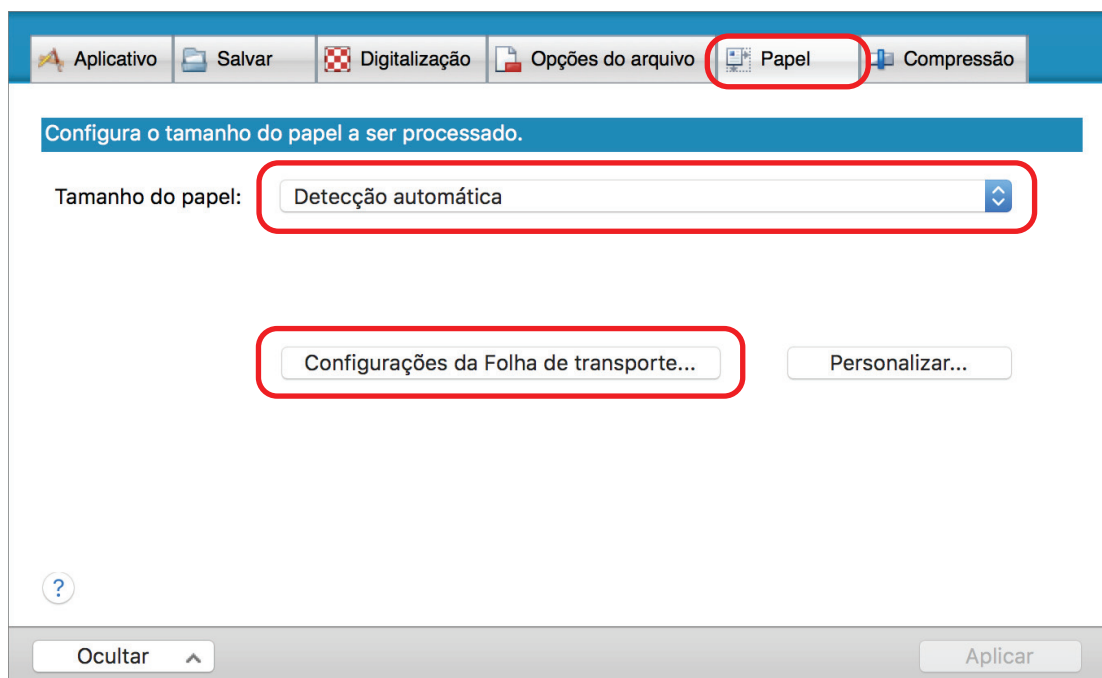 Aplicativo Salvar Digitalização Opções do arquivo Papel Compressão
Configura o tamanho do papel a ser processado.
Tamanho do papel: Detecção automática
Configurações da Folha de transporte... Personalizar...
?
Ocultar Aplicar